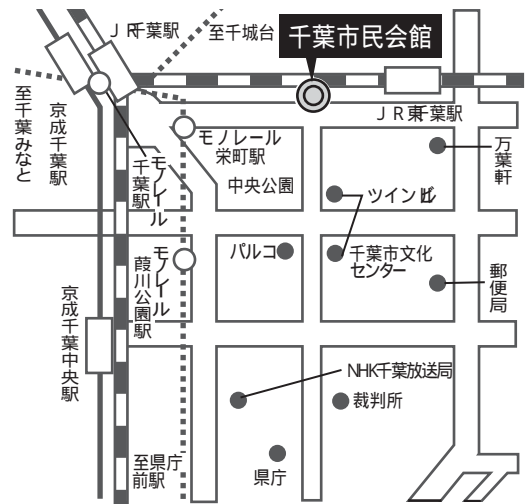 JR千葉駅
至千城台
千葉市民会館
JR東千葉駅
至千葉みなと
京成千葉駅
モノレール
千葉駅
モノレール
栄町駅
中央公園
ツインビル
万葉軒
パルコ
千葉市文化
センター
郵便局
モノレール
葭川公園駅
京成千葉中央駅
NHK千葉放送局
裁判所
至県庁
前駅
県庁